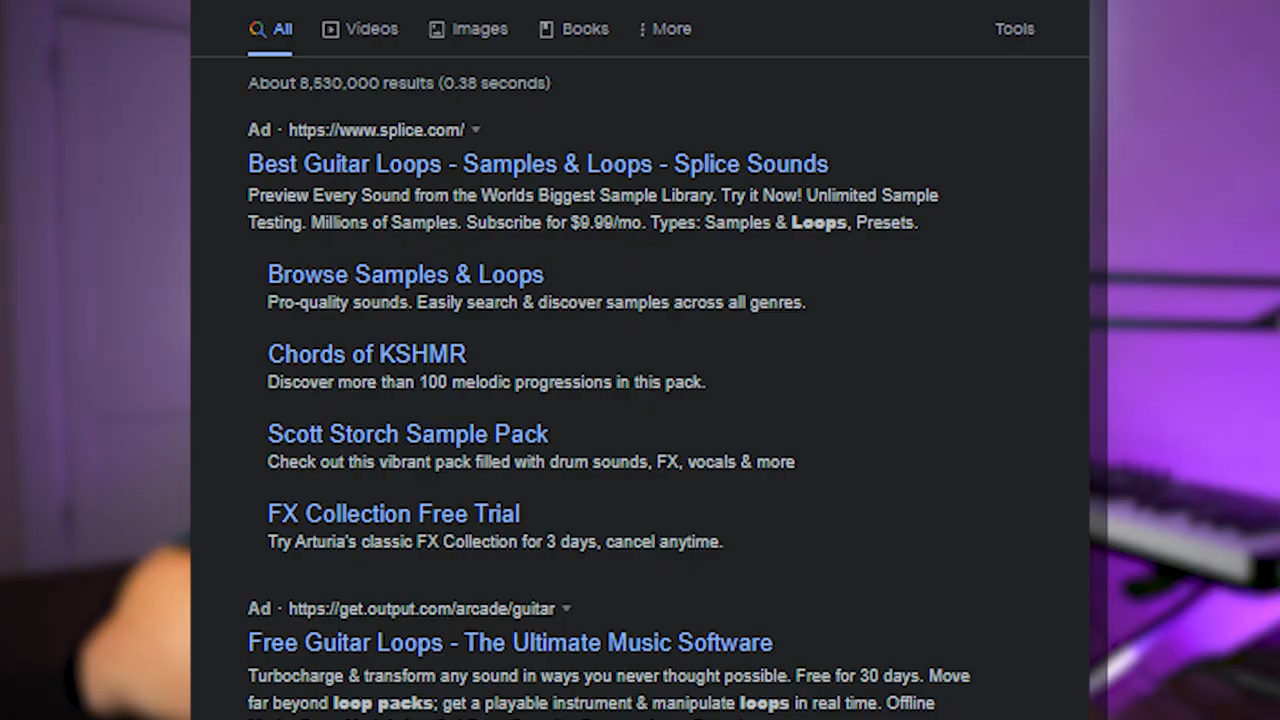 All Videos Images Books More Tools
About 8,530,000 results (0.38 seconds)
Ad · https://www.splice.com/
Best Guitar Loops - Samples & Loops - Splice Sounds
Preview Every Sound from the Worlds Biggest Sample Library. Try it Now! Unlimited Sample
Testing. Millions of Samples. Subscribe for $9.99/mo. Types: Samples & Loops, Presets.
Browse Samples & Loops
Pro-quality sounds. Easily search & discover samples across all genres.
Chords of KSHMR
Discover more than 100 melodic progressions in this pack.
Scott Storch Sample Pack
Check out this vibrant pack filled with drum sounds, FX, vocals & more
FX Collection Free Trial
Try Arturia's classic FX Collection for 3 days, cancel anytime.
Ad · https://get.output.com/arcade/guitar
Free Guitar Loops - The Ultimate Music Software
Turbocharge & transform any sound in ways you never thought possible. Free for 30 days. Move
far beyond loop packs; get a playable instrument & manipulate loops in real time. Offline